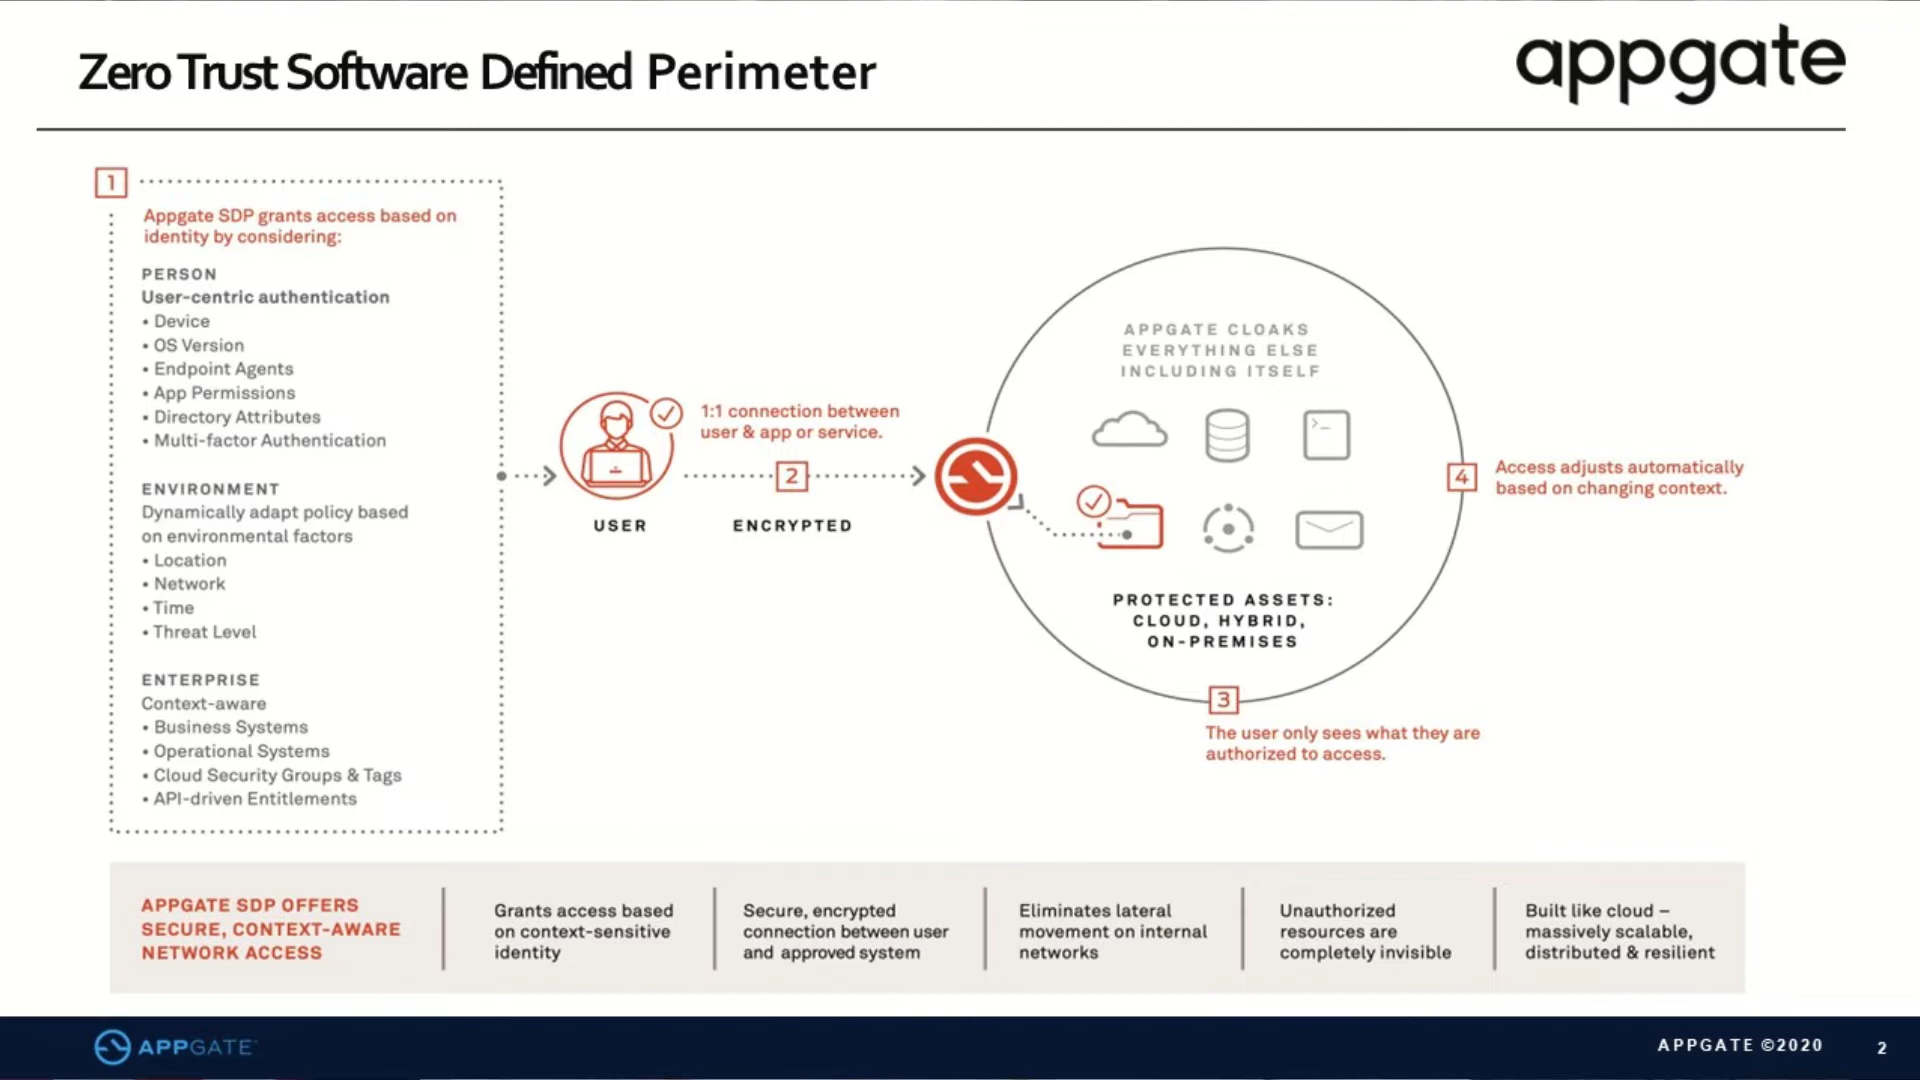 Zero Trust Software Defined Perimeter
appgate
1
Appgate SDP grants access based on
identity by considering:
PERSON
User-centric authentication
• Device
• OS Version
• Endpoint Agents
• App Permissions
• Directory Attributes
• Multi-factor Authentication
ENVIRONMENT
Dynamically adapt policy based
on environmental factors
• Location
• Network
• Time
• Threat Level
ENTERPRISE
Context-aware
• Business Systems
• Operational Systems
• Cloud Security Groups & Tags
• API-driven Entitlements
USER
1:1 connection between
user & app or service.
2
ENCRYPTED
APPGATE CLOAKS
EVERYTHING ELSE
INCLUDING ITSELF
PROTECTED ASSETS:
CLOUD, HYBRID,
ON-PREMISES
3
The user only sees what they are
authorized to access.
4
Access adjusts automatically
based on changing context.
APPGATE SDP OFFERS
SECURE, CONTEXT-AWARE
NETWORK ACCESS
Grants access based
on context-sensitive
identity
Secure, encrypted
connection between user
and approved system
Eliminates lateral
movement on internal
networks
Unauthorized
resources are
completely invisible
Built like cloud –
massively scalable,
distributed & resilient
APPGATE
APPGATE ©2020
2